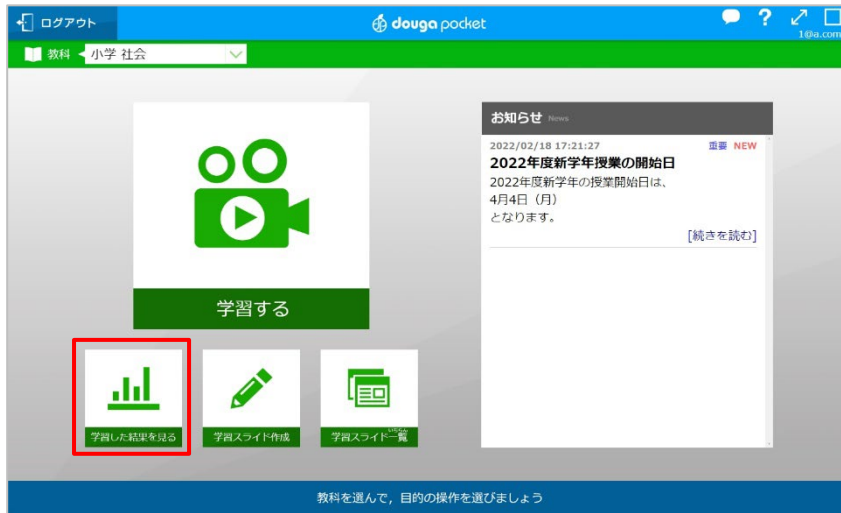 ログアウト
douga pocket
?
1@a.com
教科
小学 社会
お知らせ News
2022/02/18 17:21:27
重要 NEW
2022年度新学年授業の開始日
2022年度新学年の授業開始日は、
4月4日（月）
となります。
[続きを読む]
学習する
学習した結果を見る
学習スライド作成
学習スライド一覧
教科を選んで，目的の操作を選びましょう